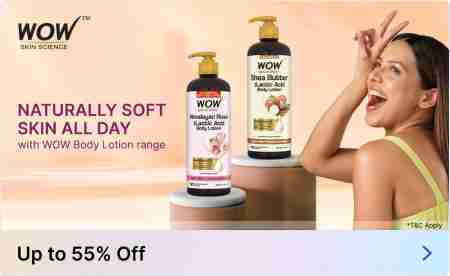 WOW™
SKIN SCIENCE
NATURALLY SOFT
SKIN ALL DAY
with WOW Body Lotion range
WOW
Himalayan Rose
& Lactic Acid
Body Lotion
WOW
Shea Butter
& Lactic Acid
Body Lotion
*T&C Apply
Up to 55% Off